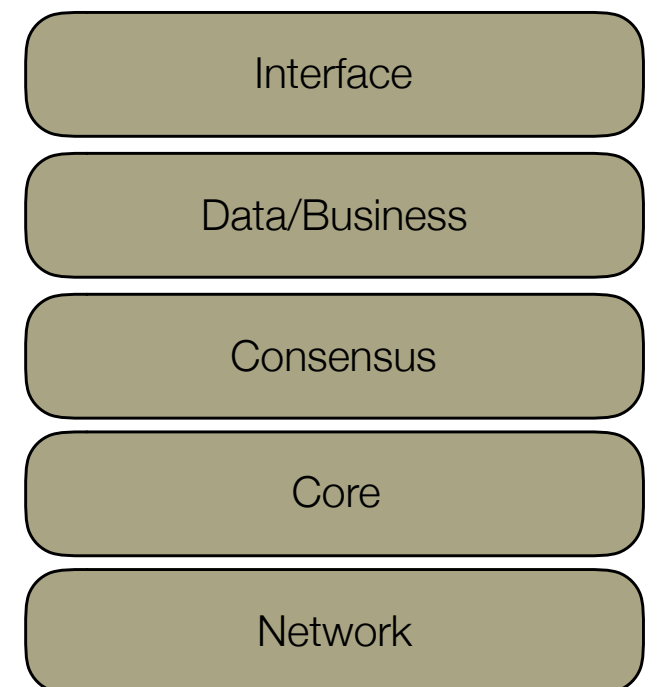 Interface
Data/Business
Consensus
Core
Network